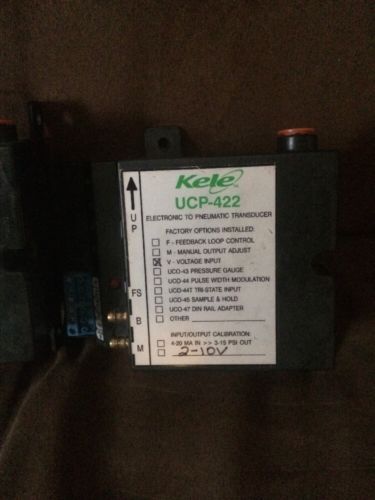 Kele
UCP-422
ELECTRONIC TO PNEUMATIC TRANSDUCER
FACTORY OPTIONS INSTALLED:
F - FEEDBACK LOOP CONTROL
M - MANUAL OUTPUT ADJUST
V - VOLTAGE INPUT
UCO-43 PRESSURE GAUGE
UCO-44 PULSE WIDTH MODULATION
UCO-44T TRI-STATE INPUT
UCO-45 SAMPLE & HOLD
UCO-47 DIN RAIL ADAPTER
OTHER
INPUT/OUTPUT CALIBRATION:
4-20 MA IN >> 3-15 PSI OUT
2-10V
UP
FS
B
M